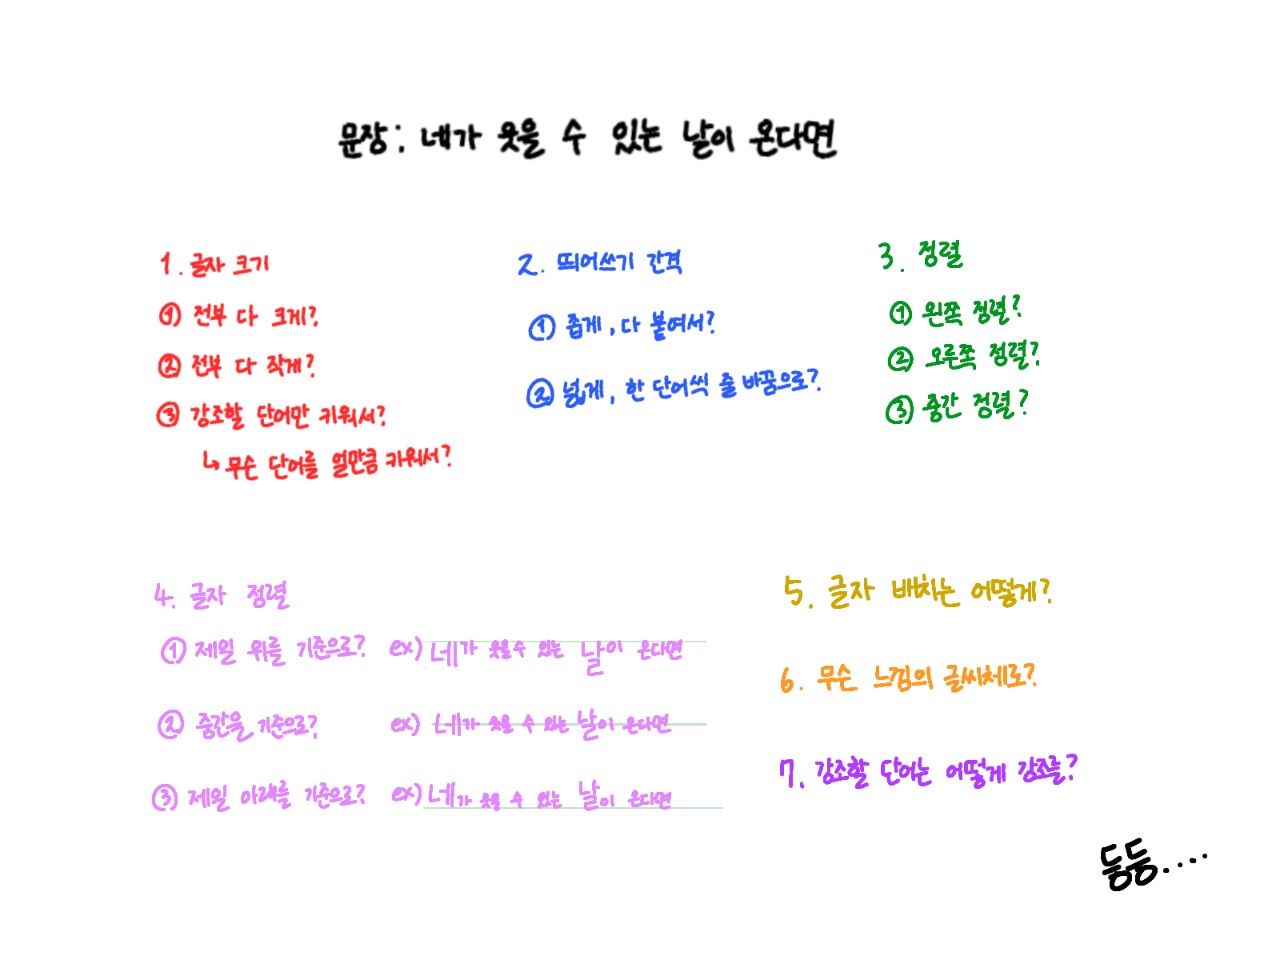 문장: 네가 웃을 수 있는 날이 온다면
1. 글자 크기
① 전부 다 크게?
② 전부 다 작게?
③ 강조할 단어만 키워서?
↳ 무슨 단어를 얼만큼 키워서?
2. 띄어쓰기 간격
① 좁게, 다 붙여서?
② 넓게, 한 단어씩 줄 바꿈으로?
3. 정렬
① 왼쪽 정렬?
② 오른쪽 정렬?
③ 중간 정렬?
4. 글자 정렬
① 제일 위를 기준으로? ex) 네가 웃을 수 있는 날이 온다면
② 중간을 기준으로? ex) 네가 웃을 수 있는 날이 온다면
③ 제일 아래를 기준으로? ex) 네가 웃을 수 있는 날이 온다면
5. 글자 배치는 어떻게?
6. 무슨 느낌의 글씨체로?
7. 강조할 단어는 어떻게 강조를?
등등....